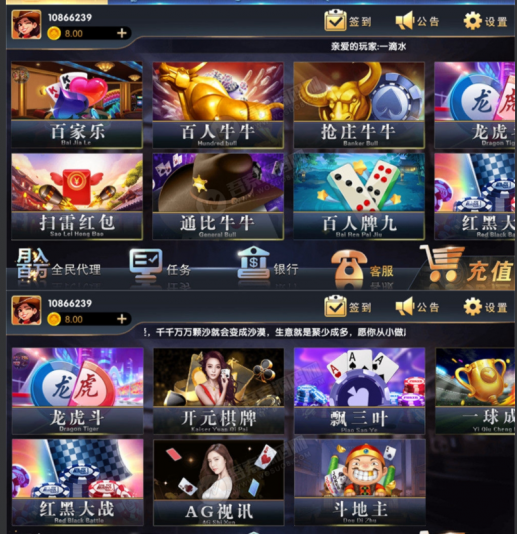 10866239
8.00
签到
公告
设置
亲爱的玩家:一滴水
百家乐
Bai Jia Le
百人牛牛
Hundred bull
抢庄牛牛
Banker Bull
龙虎
Dragon Tig
扫雷红包
Sao Lei Hong Bao
通比牛牛
General Bull
百人牌九
Bai Ren Pai Jiu
红黑大
Red Black Ba
月入百万
全民代理
任务
银行
客服
充值
10866239
8.00
签到
公告
设置
千千万万颗沙就会变成沙漠，生意就是聚少成多，愿你从小做
龙虎斗
Dragon Tiger
开元棋牌
Kaiyuan Qi Pai
飘三叶
Piao San Ye
一球成
Yi Qiu Cheng
红黑大战
Red Black Battle
AG视讯
AG Shi Xun
斗地主
Dou Di Zhu